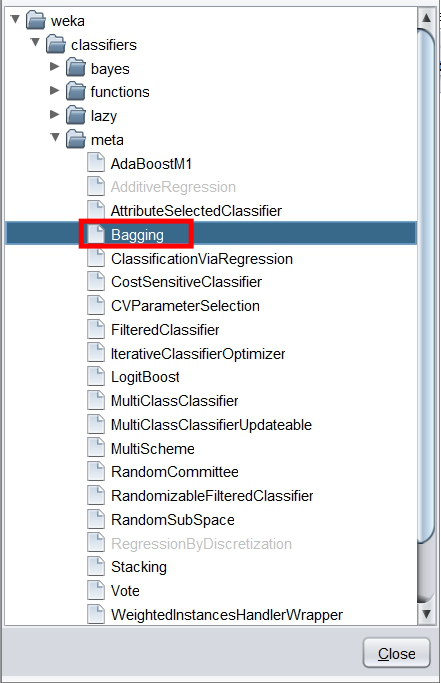 weka
classifiers
bayes
functions
lazy
meta
AdaBoostM1
AdditiveRegression
AttributeSelectedClassifier
Bagging
ClassificationViaRegression
CostSensitiveClassifier
CVParameterSelection
FilteredClassifier
IterativeClassifierOptimizer
LogitBoost
MultiClassClassifier
MultiClassClassifierUpdateable
MultiScheme
RandomCommittee
RandomizableFilteredClassifier
RandomSubSpace
RegressionByDiscretization
Stacking
Vote
WeightedInstancesHandlerWrapper
Close